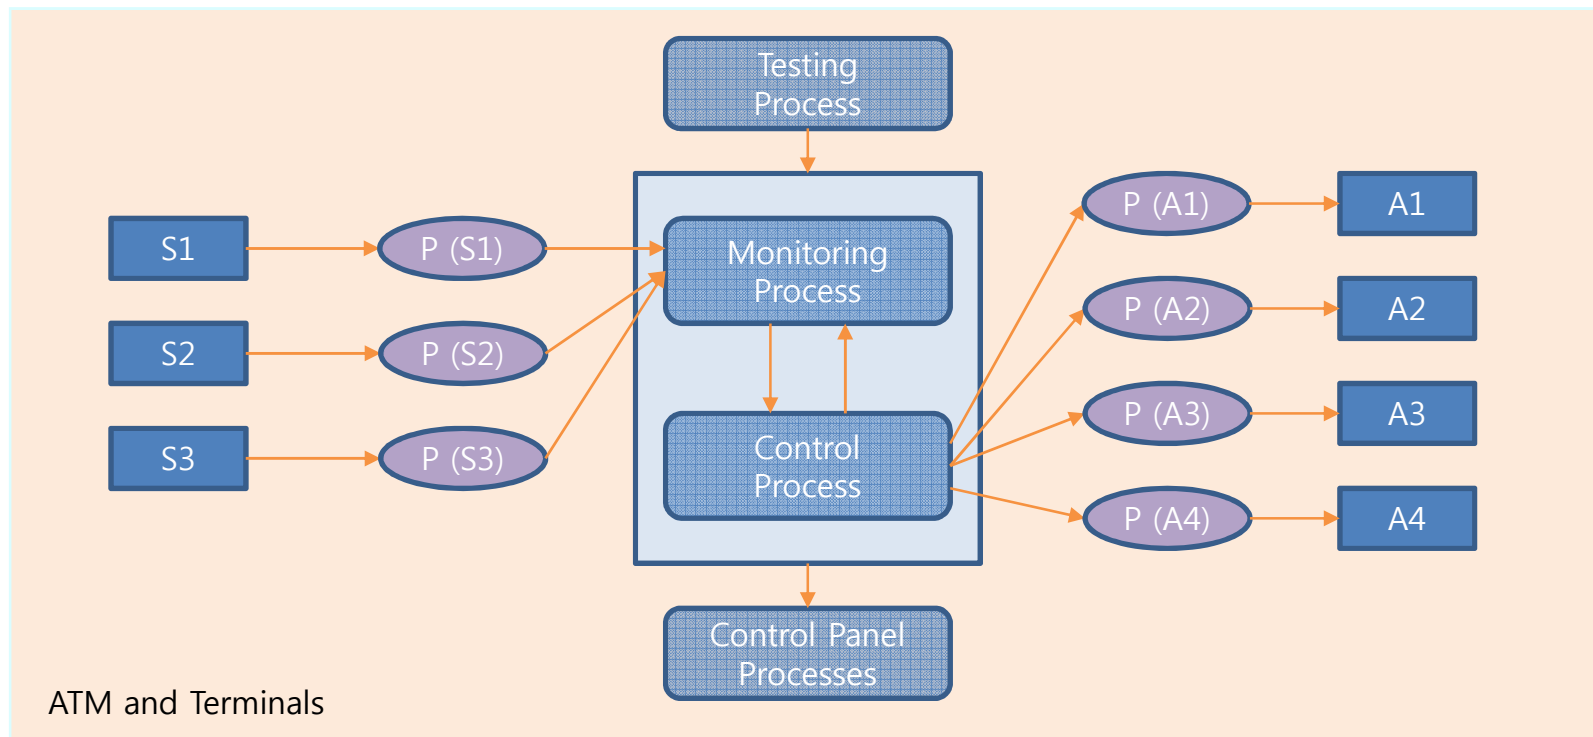 Testing
Process
S1
P (S1)
S2
P (S2)
S3
P (S3)
Monitoring
Process
Control
Process
P (A1)
A1
P (A2)
A2
P (A3)
A3
P (A4)
A4
Control Panel
Processes
ATM and Terminals